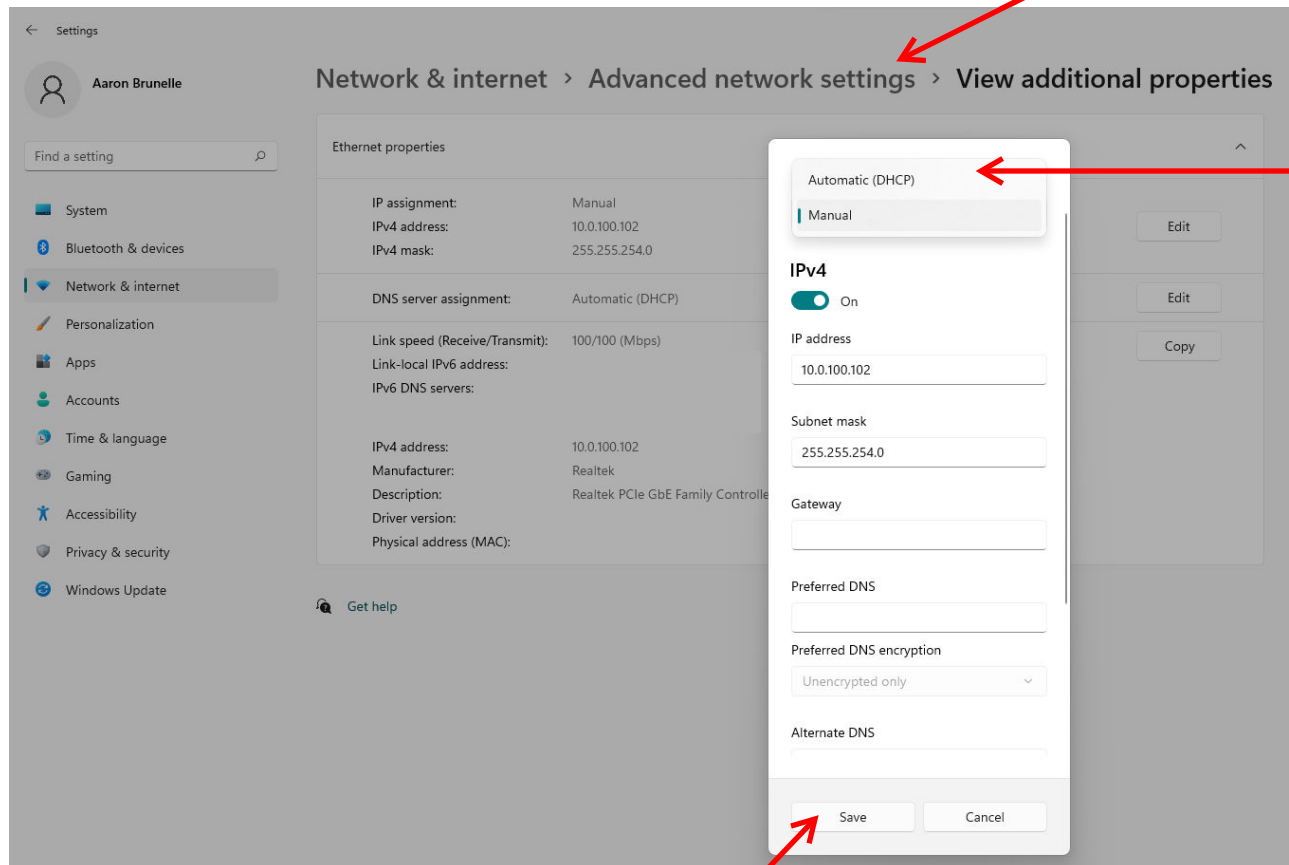 Settings
Aaron Brunelle
Network & internet > Advanced network settings > View additional properties
Find a setting
System
Bluetooth & devices
Network & internet
Personalization
Apps
Accounts
Time & language
Gaming
Accessibility
Privacy & security
Windows Update
Ethernet properties
IP assignment: Manual
IPv4 address: 10.0.100.102
IPv4 mask: 255.255.254.0
Edit
DNS server assignment: Automatic (DHCP)
Edit
Link speed (Receive/Transmit): 100/100 (Mbps)
Copy
Link-local IPv6 address:
IPv6 DNS servers:
IPv4 address: 10.0.100.102
Manufacturer: Realtek
Description: Realtek PCIe GbE Family Controlle
Driver version:
Physical address (MAC):
Get help
Automatic (DHCP)
Manual
IPv4
On
IP address
10.0.100.102
Subnet mask
255.255.254.0
Gateway
Preferred DNS
Preferred DNS encryption
Unencrypted only
Alternate DNS
Save Cancel